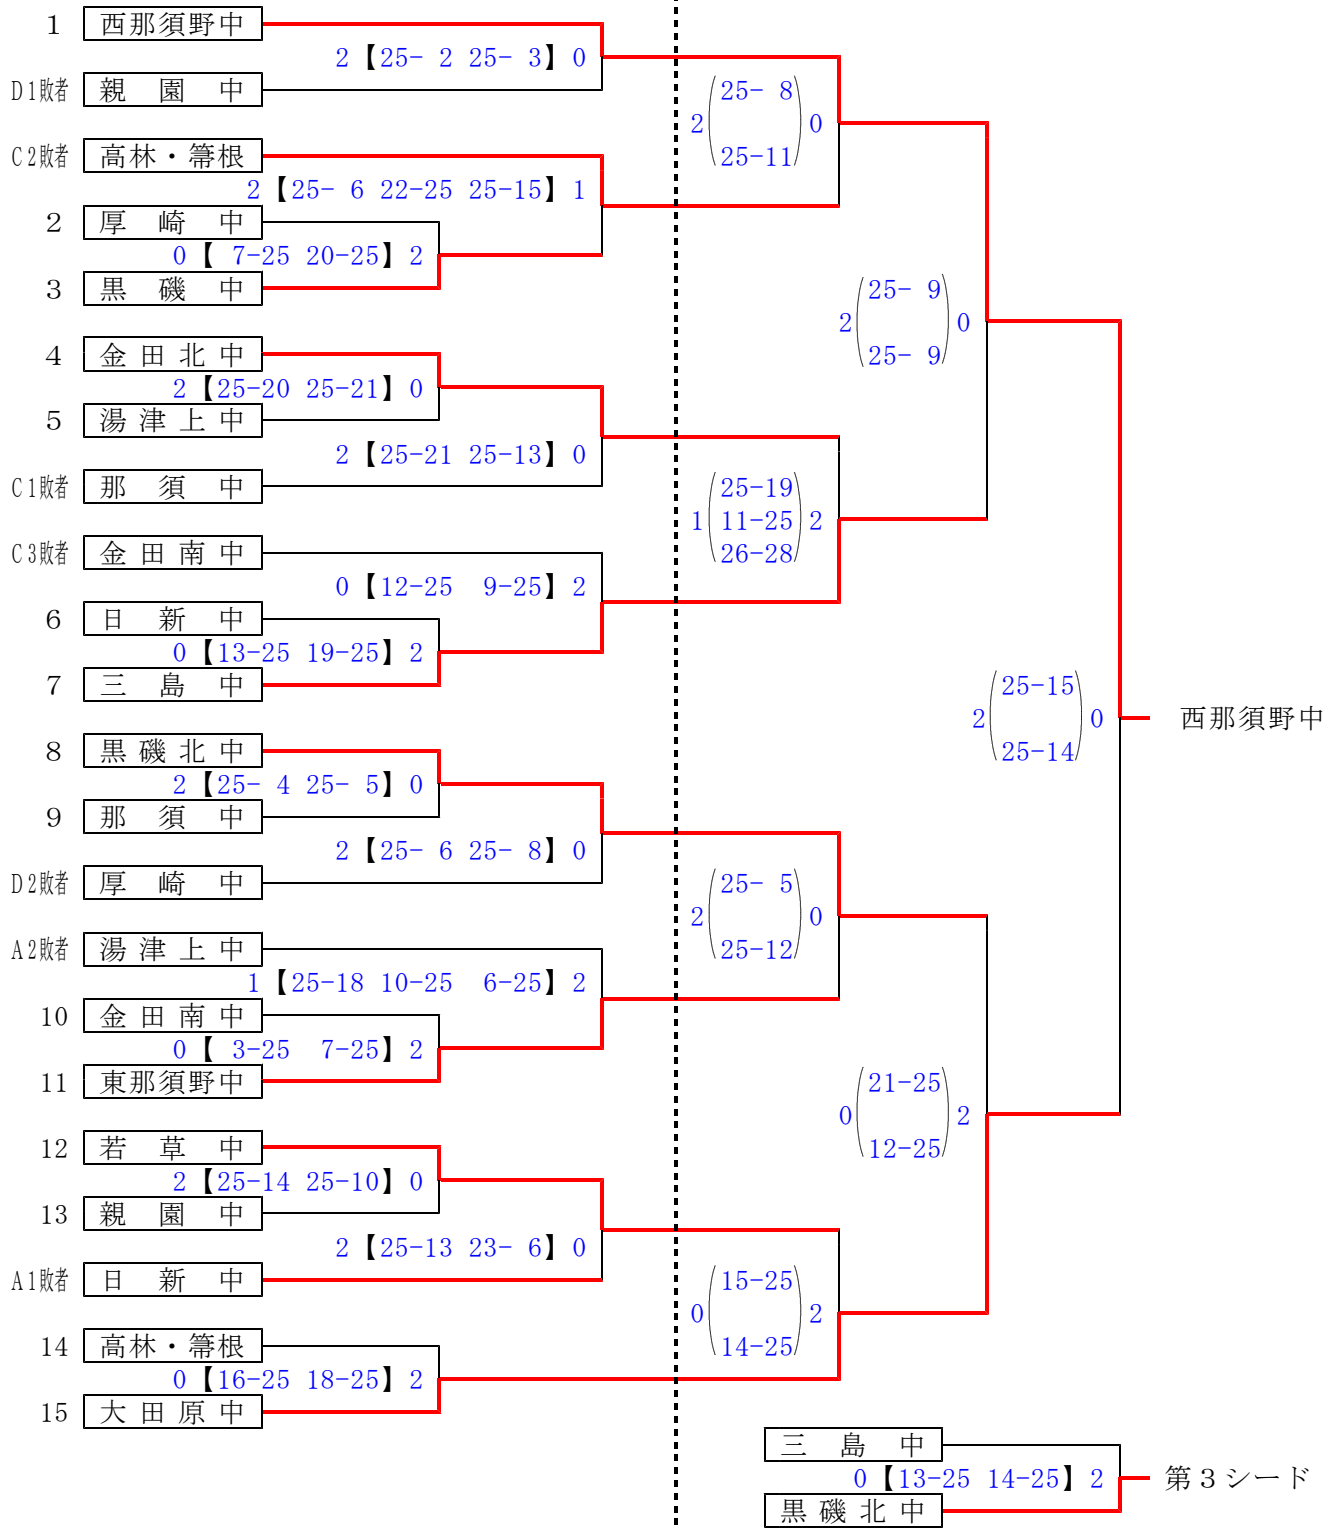 1 西那須野中
2【25- 2 25- 3】0
D1敗者 親園中
2(25- 8 25-11)0
C2敗者 高林・箒根
2【25- 6 22-25 25-15】1
2 厚崎中
0【 7-25 20-25】2
3 黒磯中
2(25- 9 25- 9)0
4 金田北中
2【25-20 25-21】0
5 湯津上中
2【25-21 25-13】0
C1敗者 那須中
1(25-19 11-25 26-28)2
C3敗者 金田南中
0【12-25  9-25】2
6 日新中
0【13-25 19-25】2
7 三島中
2(25-15 25-14)0
西那須野中
8 黒磯北中
2【25- 4 25- 5】0
9 那須中
2【25- 6 25- 8】0
D2敗者 厚崎中
2(25- 5 25-12)0
A2敗者 湯津上中
1【25-18 10-25  6-25】2
10 金田南中
0【 3-25  7-25】2
11 東那須野中
0(21-25 12-25)2
12 若草中
2【25-14 25-10】0
13 親園中
2【25-13 23- 6】0
A1敗者 日新中
0(15-25 14-25)2
14 高林・箒根
0【16-25 18-25】2
15 大田原中
三島中
0【13-25 14-25】2
第3シード
黒磯北中